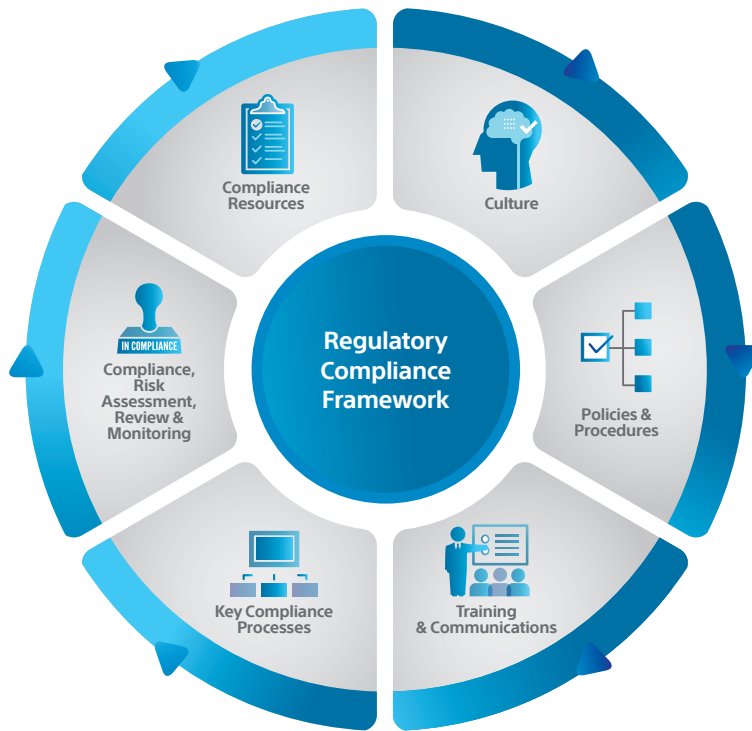 Regulatory
Compliance
Framework
Culture
Policies &
Procedures
Training
& Communications
Key Compliance
Processes
IN COMPLIANCE
Compliance,
Risk
Assessment,
Review &
Monitoring
Compliance
Resources